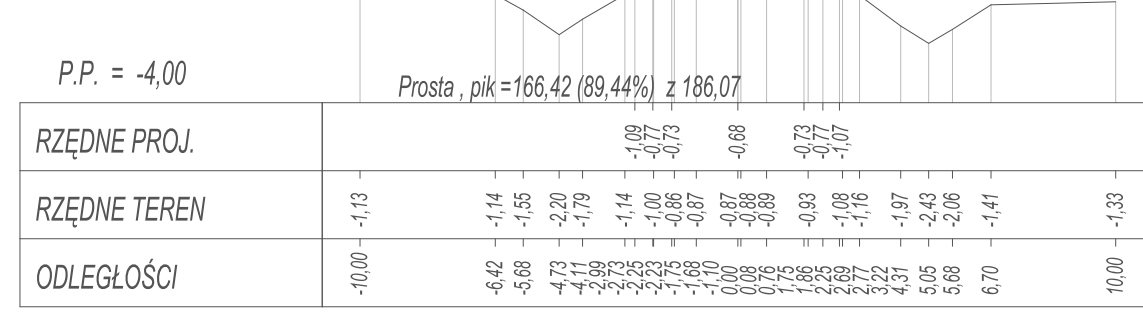 P.P. = -4,00
Prosta , pik =166,42 (89,44%) z 186,07
RZĘDNE PROJ. -1,09 -0,77 -0,73 -0,68 -0,73 -0,77 -1,07
RZĘDNE TEREN -1,13 -1,14 -1,55 -2,20 -1,79 -1,14 -1,00 -0,86 -0,87 -0,87 -0,88 -0,89 -0,93 -1,08 -1,16 -1,97 -2,43 -2,06 -1,41 -1,33
ODLEGŁOŚCI -10,00 -6,42 -5,68 -4,73 -4,11 -2,99 -2,73 -2,25 -2,23 -1,75 -1,68 -1,10 0,00 0,08 0,76 1,75 1,86 2,25 2,69 2,77 3,22 4,31 5,05 5,68 6,70 10,00